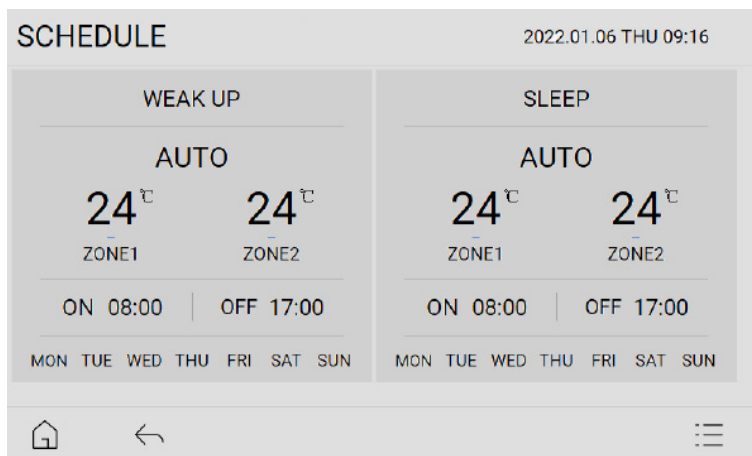 SCHEDULE
2022.01.06 THU 09:16
WEAK UP
AUTO
24℃ 24℃
ZONE1 ZONE2
ON 08:00 OFF 17:00
MON TUE WED THU FRI SAT SUN
SLEEP
AUTO
24℃ 24℃
ZONE1 ZONE2
ON 08:00 OFF 17:00
MON TUE WED THU FRI SAT SUN